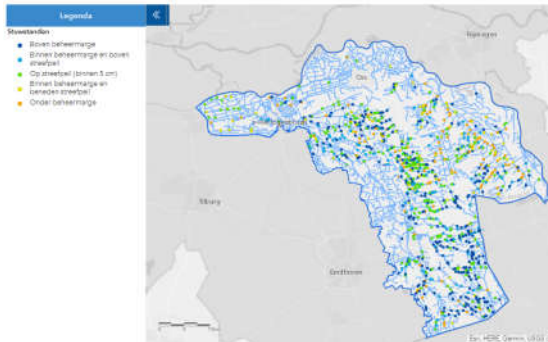 Legenda
Stuwstanden
Boven beheermarge
Binnen beheermarge en boven
streefpeil
Op streefpeil (binnen 5 cm)
Binnen beheermarge en
beneden streefpeil
Onder beheermarge
Nijmegen
Oss
Tilburg
Eindhoven
Esri, HERE, Garmin, USGS